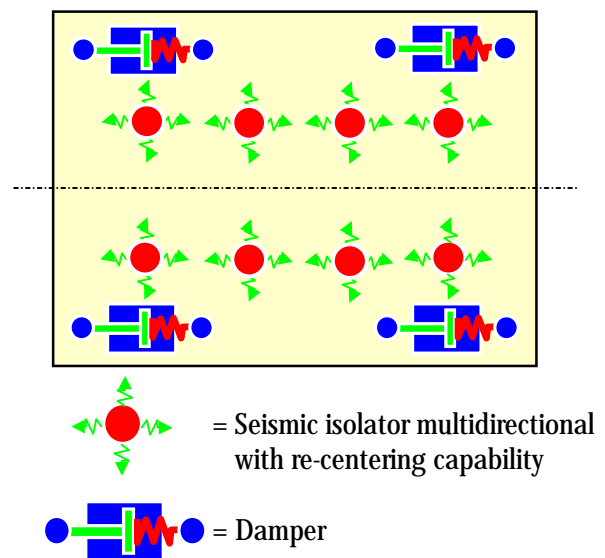 = Seismic isolator multidirectional
with re-centering capability
= Damper